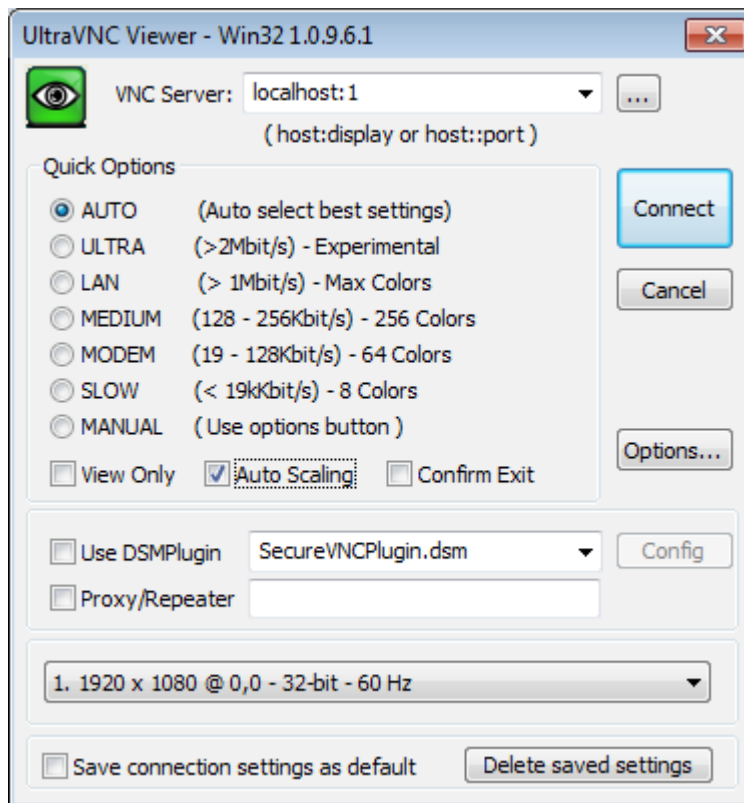 UltraVNC Viewer - Win32 1.0.9.6.1
VNC Server: localhost:1 ...
( host:display or host::port )
Quick Options
AUTO (Auto select best settings)
Connect
ULTRA (>2Mbit/s) - Experimental
LAN (> 1Mbit/s) - Max Colors
Cancel
MEDIUM (128 - 256Kbit/s) - 256 Colors
MODEM (19 - 128Kbit/s) - 64 Colors
SLOW (< 19kKbit/s) - 8 Colors
MANUAL ( Use options button )
Options...
View Only Auto Scaling Confirm Exit
Use DSMPlugin SecureVNCPlugin.dsm Config
Proxy/Repeater
1. 1920 x 1080 @ 0,0 - 32-bit - 60 Hz
Save connection settings as default Delete saved settings